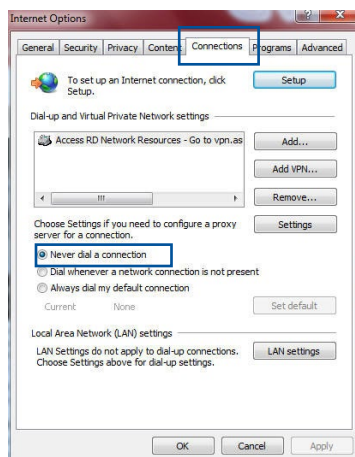 Internet Options
General Security Privacy Content Connections Programs Advanced
To set up an Internet connection, click
Setup.
Setup
Dial-up and Virtual Private Network settings
Access RD Network Resources - Go to vpn.as
Add...
Add VPN...
Remove...
Choose Settings if you need to configure a proxy
server for a connection.
Settings
Never dial a connection
Dial whenever a network connection is not present
Always dial my default connection
Current None
Set default
Local Area Network (LAN) settings
LAN Settings do not apply to dial-up connections.
Choose Settings above for dial-up settings.
LAN settings
OK Cancel Apply